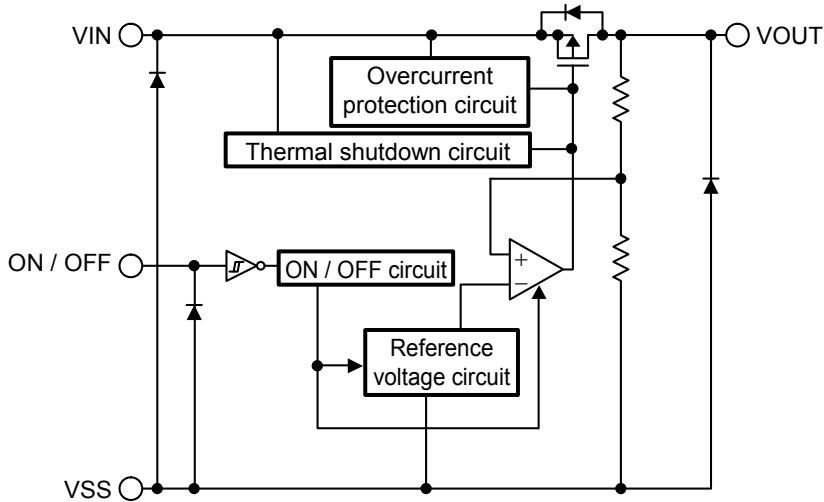 VIN
VOUT
Overcurrent
protection circuit
Thermal shutdown circuit
ON / OFF
ON / OFF circuit
+
−
Reference
voltage circuit
VSS